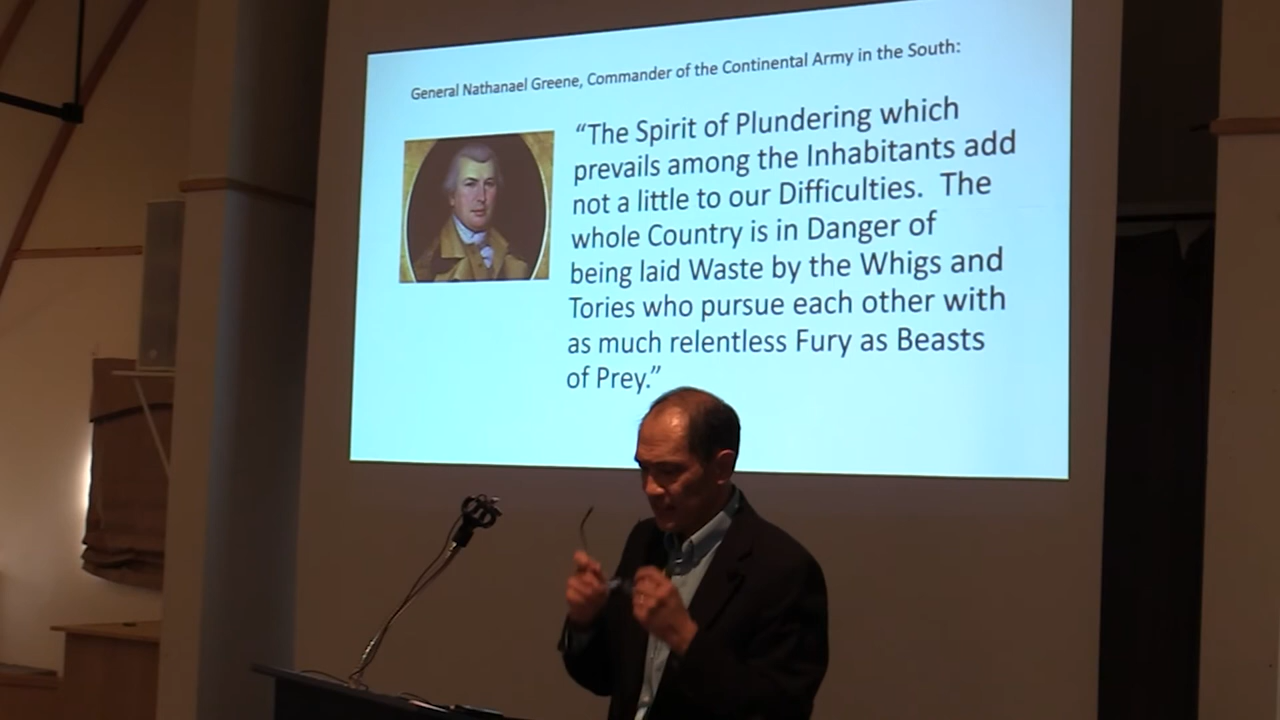 General Nathanael Greene, Commander of the Continental Army in the South:
“The Spirit of Plundering which
prevails among the Inhabitants add
not a little to our Difficulties.  The
whole Country is in Danger of
being laid Waste by the Whigs and
Tories who pursue each other with
as much relentless Fury as Beasts
of Prey.”